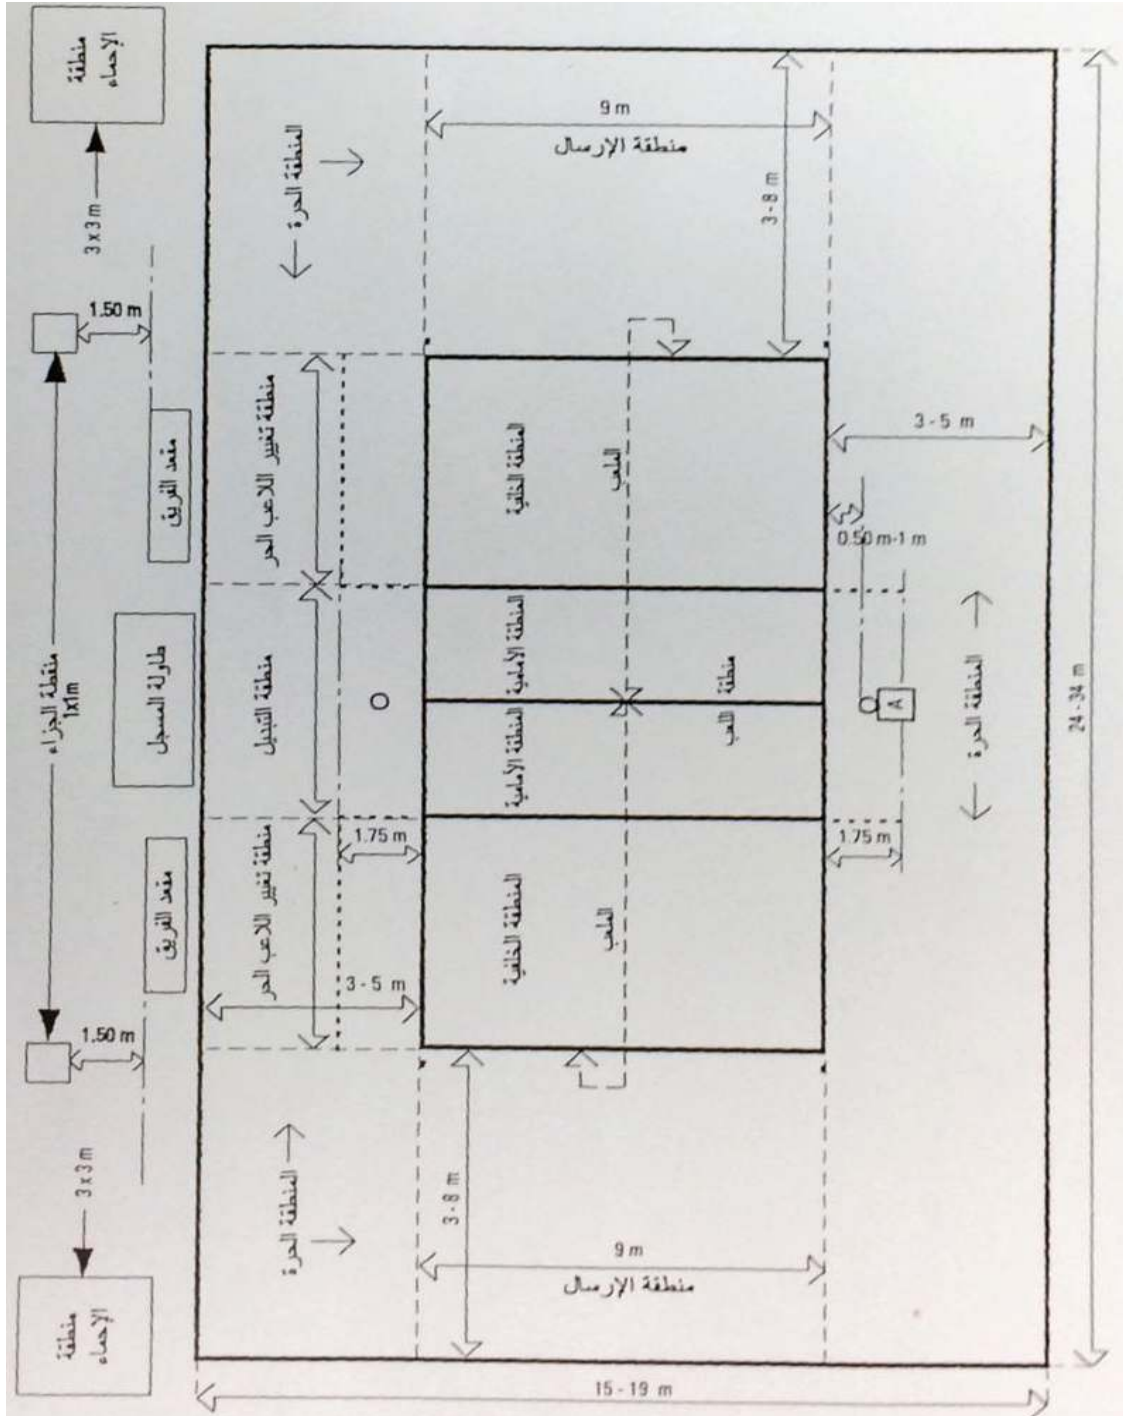 منطقة
الإحماء
3 x 3 m
1.50 m
9 m
منطقة الإرسال
المنطقة الحرة
3 - 8 m
منطقة تغيير اللاعب الحر
مقعد الفريق
المنطقة الخلفية
الملعب
3 - 5 m
0.50 m-1 m
منقطة الجزاء
1x1m
طاولة المسجل
منطقة التبديل
المنطقة الأمامية
المنطقة الأمامية
منطقة
اللعب
A
المنطقة الحرة
24 - 34 m
1.75 m
1.75 m
مقعد الفريق
منطقة تغيير اللاعب الحر
المنطقة الخلفية
الملعب
3 - 5 m
1.50 m
3 x 3 m
المنطقة الحرة
3 - 8 m
9 m
منطقة الإرسال
منطقة
الإحماء
15 - 19 m